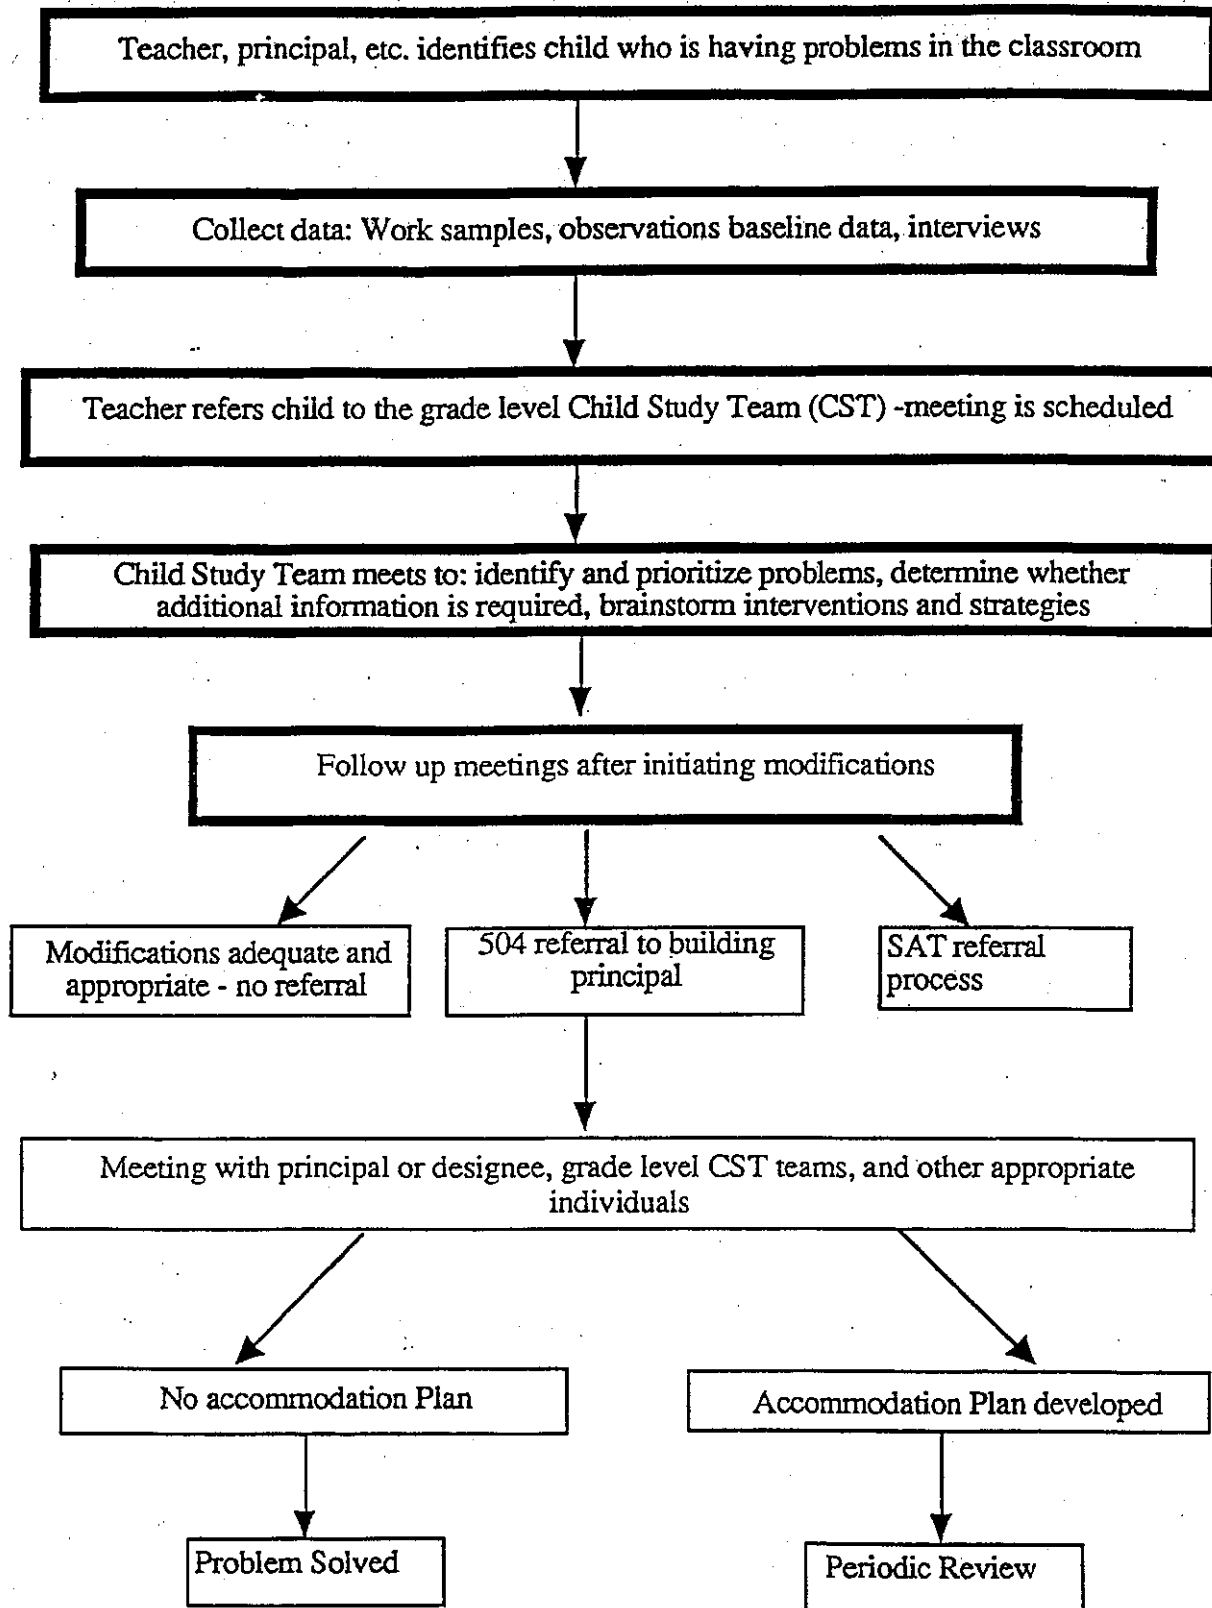 Teacher, principal, etc. identifies child who is having problems in the classroom
Collect data: Work samples, observations baseline data, interviews
Teacher refers child to the grade level Child Study Team (CST) -meeting is scheduled
Child Study Team meets to: identify and prioritize problems, determine whether
additional information is required, brainstorm interventions and strategies
Follow up meetings after initiating modifications
Modifications adequate and
appropriate - no referral
504 referral to building
principal
SAT referral
process
Meeting with principal or designee, grade level CST teams, and other appropriate
individuals
No accommodation Plan
Accommodation Plan developed
Problem Solved
Periodic Review